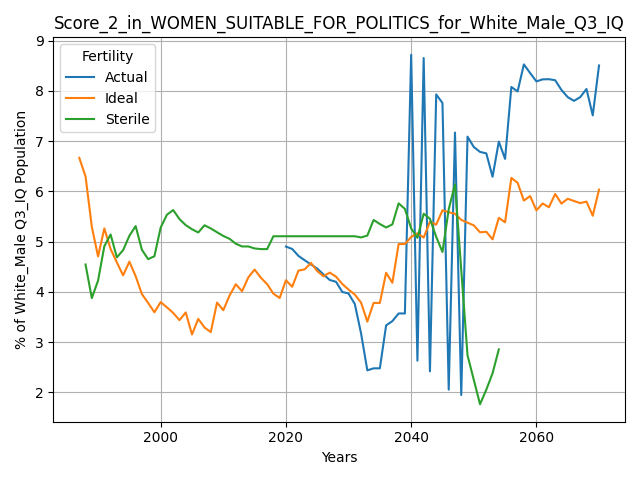 Score_2_in_WOMEN_SUITABLE_FOR_POLITICS_for_White_Male_Q3_IQ
Fertility
Actual
Ideal
Sterile
% of White_Male Q3_IQ Population
9
8
7
6
5
4
3
2
2000 2020 2040 2060
Years